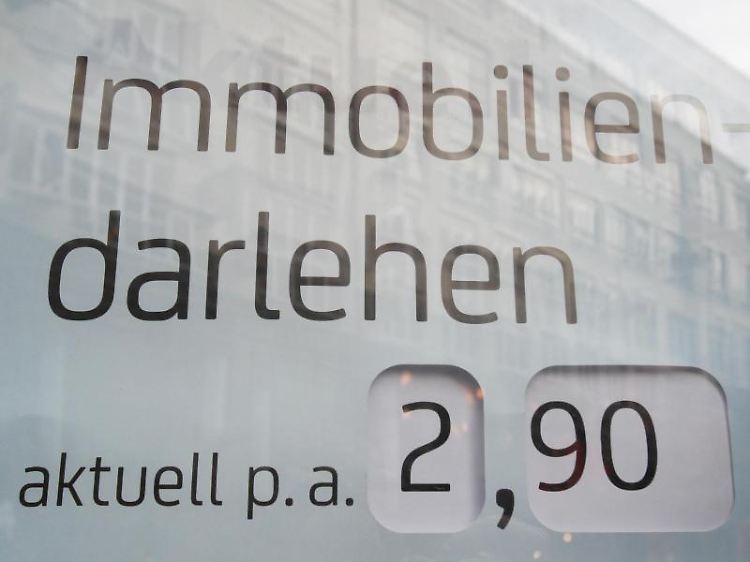 Immobilien-
darlehen
aktuell p. a. 2,90